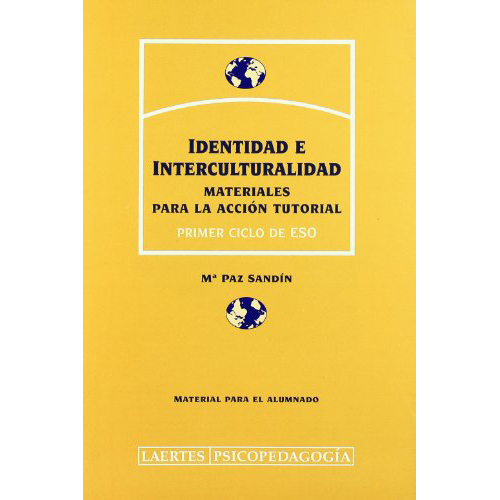 IDENTIDAD E
INTERCULTURALIDAD
MATERIALES
PARA LA ACCIÓN TUTORIAL
PRIMER CICLO DE ESO
Mª PAZ SANDÍN
MATERIAL PARA EL ALUMNADO
LAERTES PSICOPEDAGOGÍA